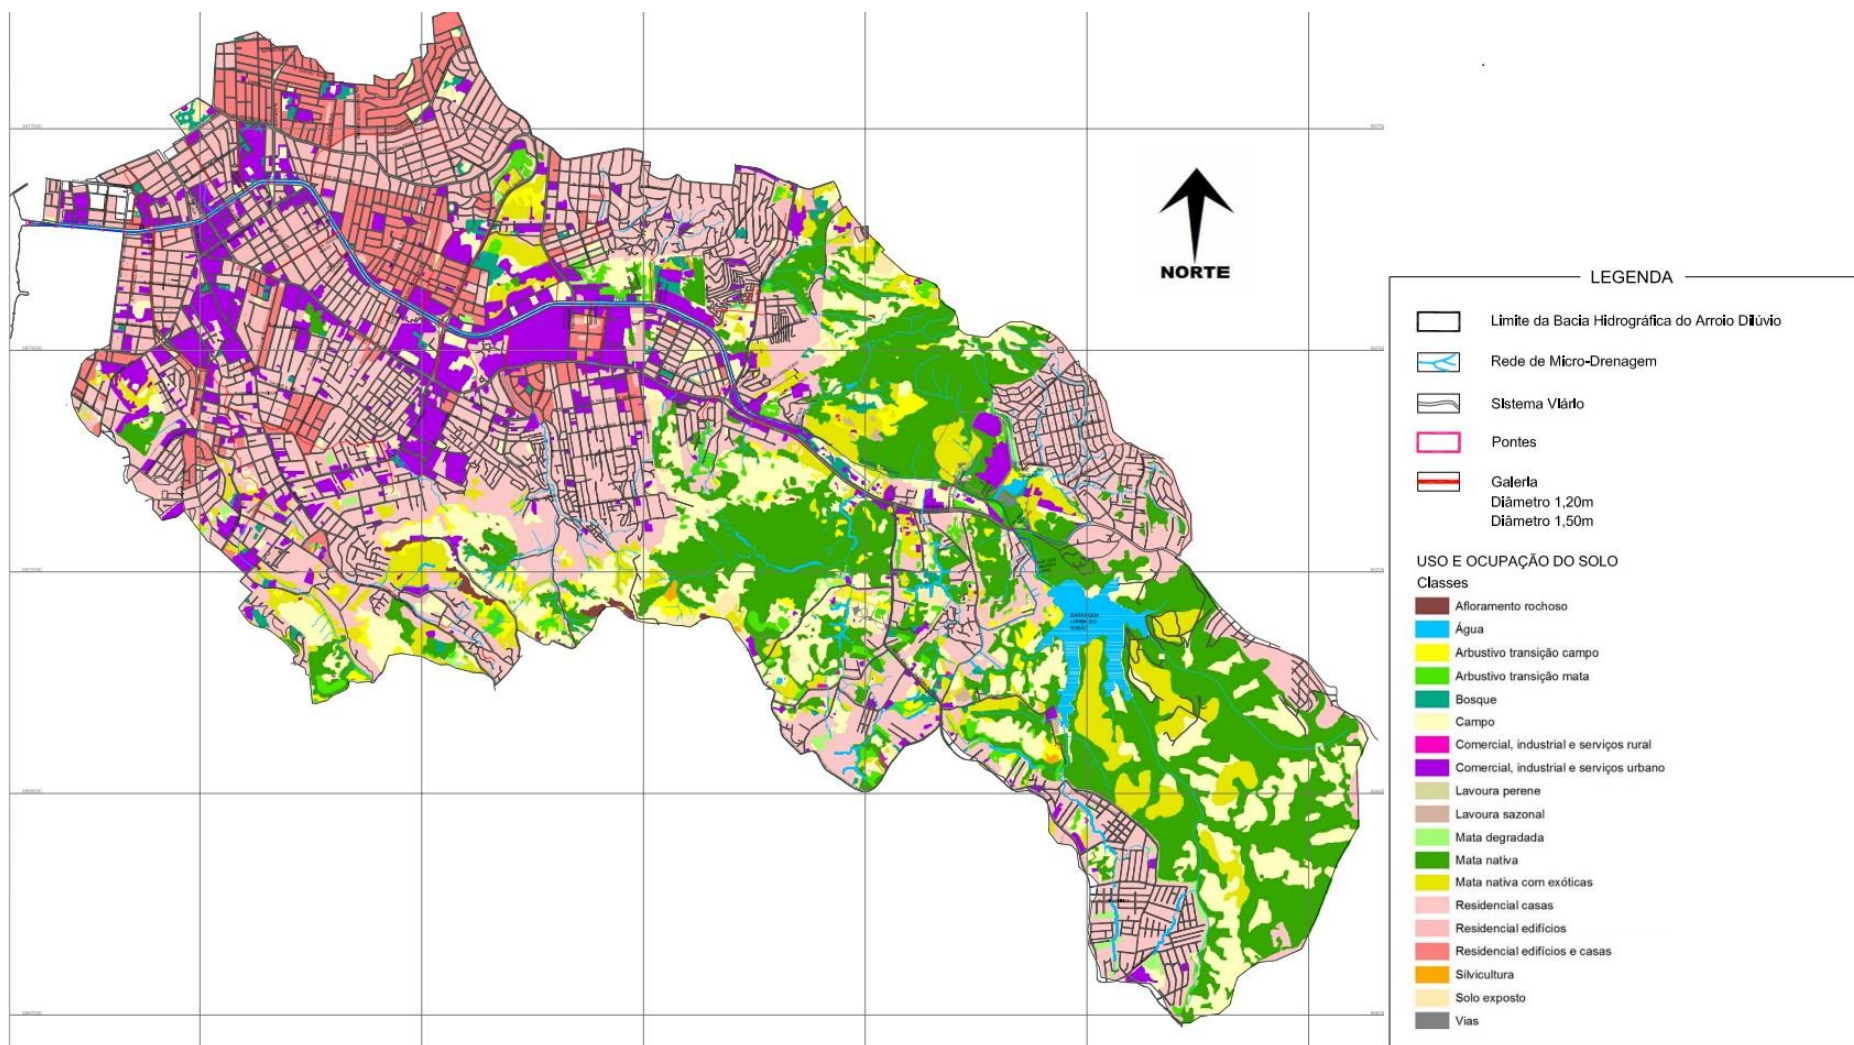 NORTE
LEGENDA
Limite da Bacia Hidrográfica do Arroio Dilúvio
Rede de Micro-Drenagem
Sistema Viário
Pontes
Galeria
Diâmetro 1,20m
Diâmetro 1,50m
USO E OCUPAÇÃO DO SOLO
Classes
Afloramento rochoso
Água
Arbustivo transição campo
Arbustivo transição mata
Bosque
Campo
Comercial, industrial e serviços rural
Comercial, industrial e serviços urbano
Lavoura perene
Lavoura sazonal
Mata degradada
Mata nativa
Mata nativa com exóticas
Residencial casas
Residencial edifícios
Residencial edifícios e casas
Silvicultura
Solo exposto
Vias